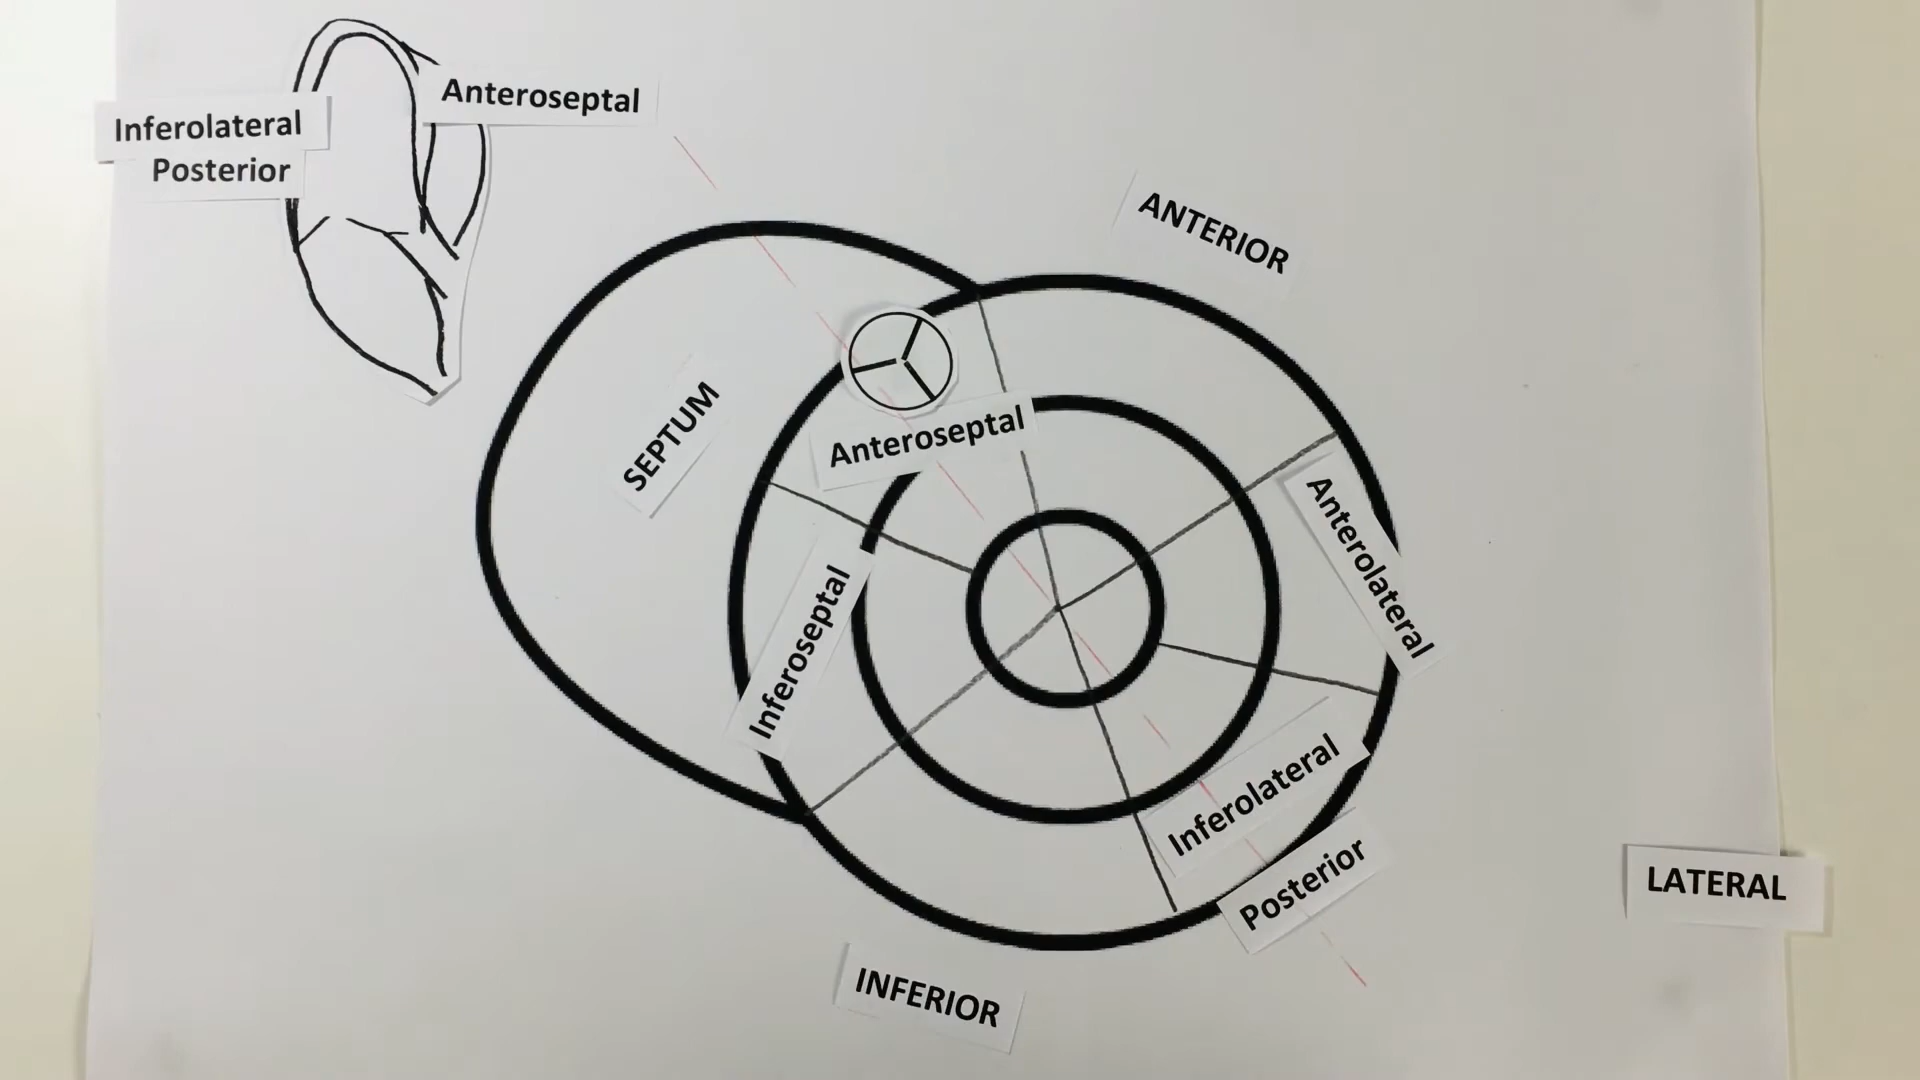 Anteroseptal
Inferolateral
Posterior
ANTERIOR
SEPTUM
Anteroseptal
Anterolateral
Inferoseptal
Inferolateral
Posterior
LATERAL
INFERIOR